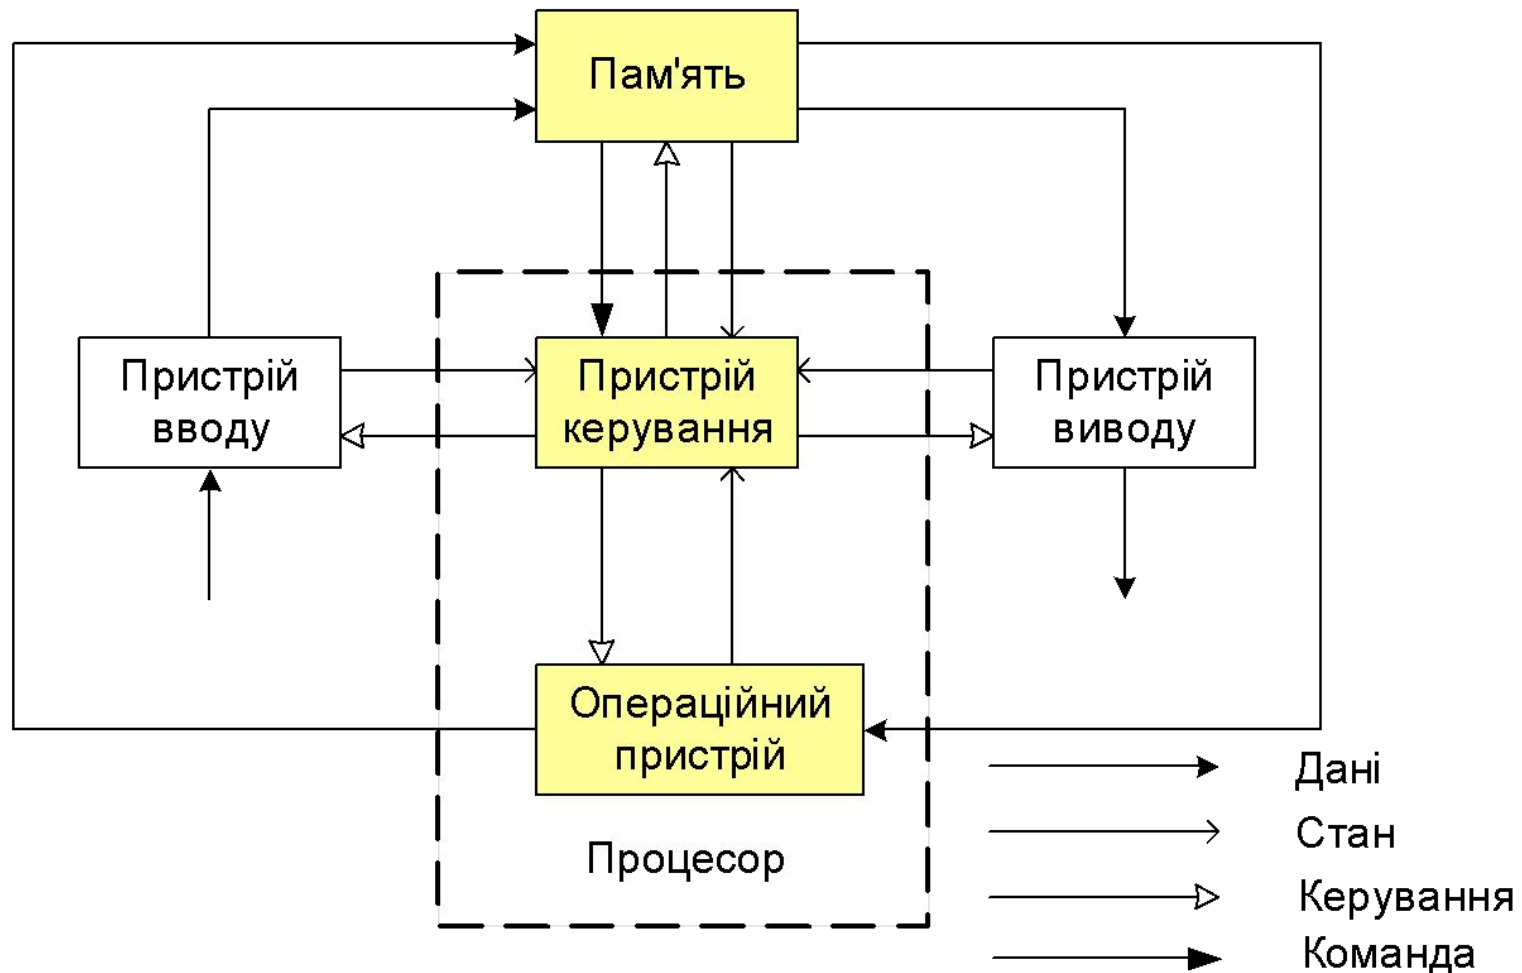 Пам'ять
Пристрій
вводу
Пристрій
керування
Пристрій
виводу
Операційний
пристрій
Процесор
Дані
Стан
Керування
Команда